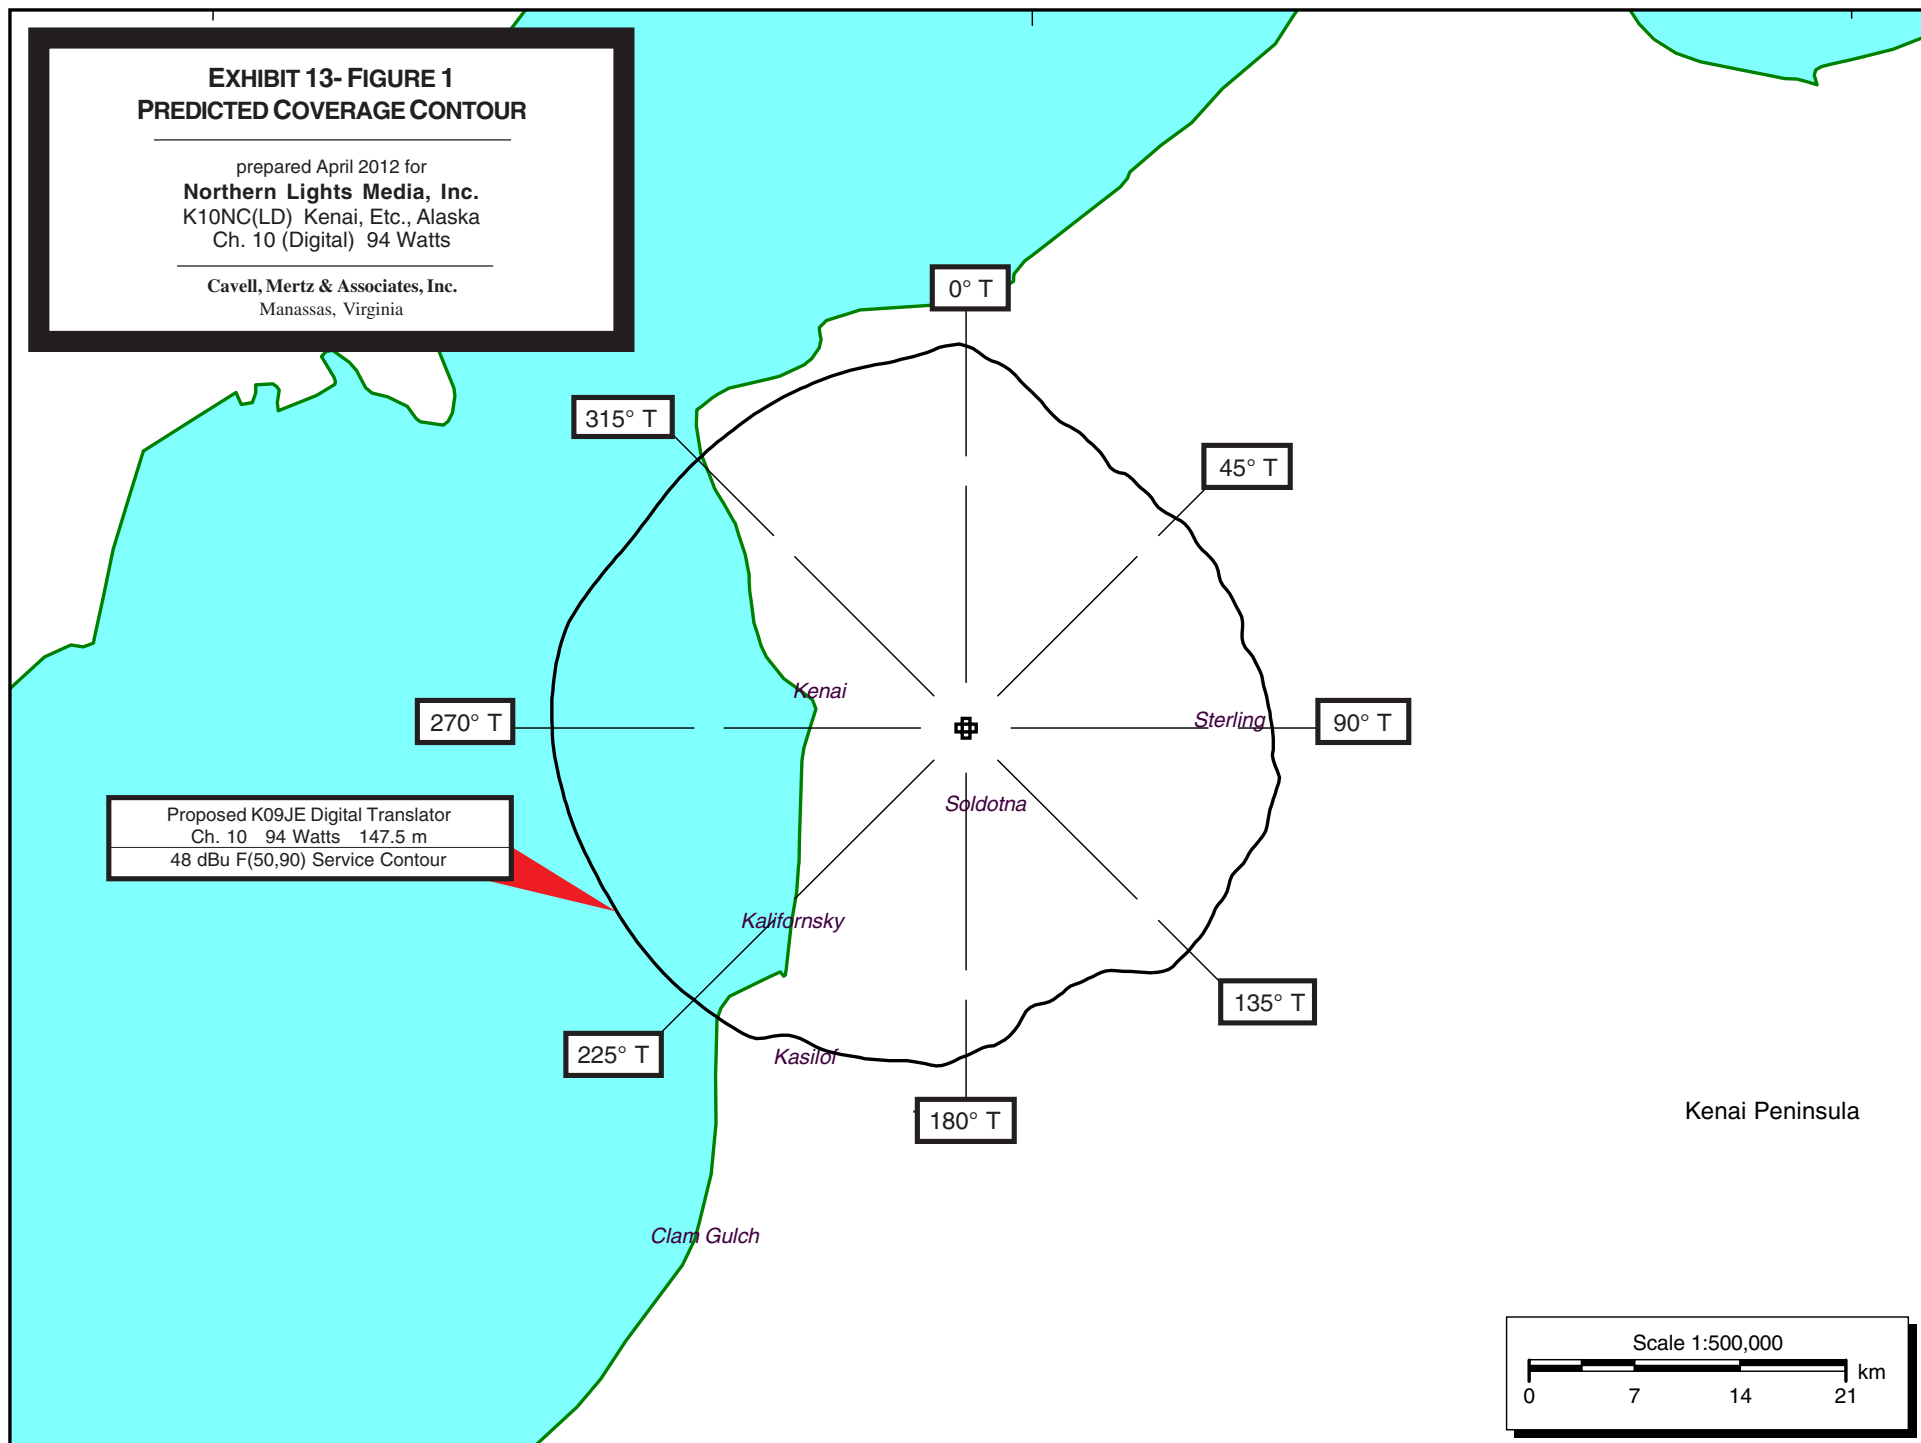 EXHIBIT 13- FIGURE 1
PREDICTED COVERAGE CONTOUR
prepared April 2012 for
Northern Lights Media, Inc.
K10NC(LD) Kenai, Etc., Alaska
Ch. 10 (Digital) 94 Watts
Cavell, Mertz & Associates, Inc.
Manassas, Virginia
0° T
315° T
45° T
Kenai
270° T
Sterling
90° T
Soldotna
Proposed K09JE Digital Translator
Ch. 10 94 Watts 147.5 m
48 dBu F(50,90) Service Contour
Kalifornsky
135° T
225° T
Kasilof
180° T
Kenai Peninsula
Clam Gulch
Scale 1:500,000
km
0 7 14 21